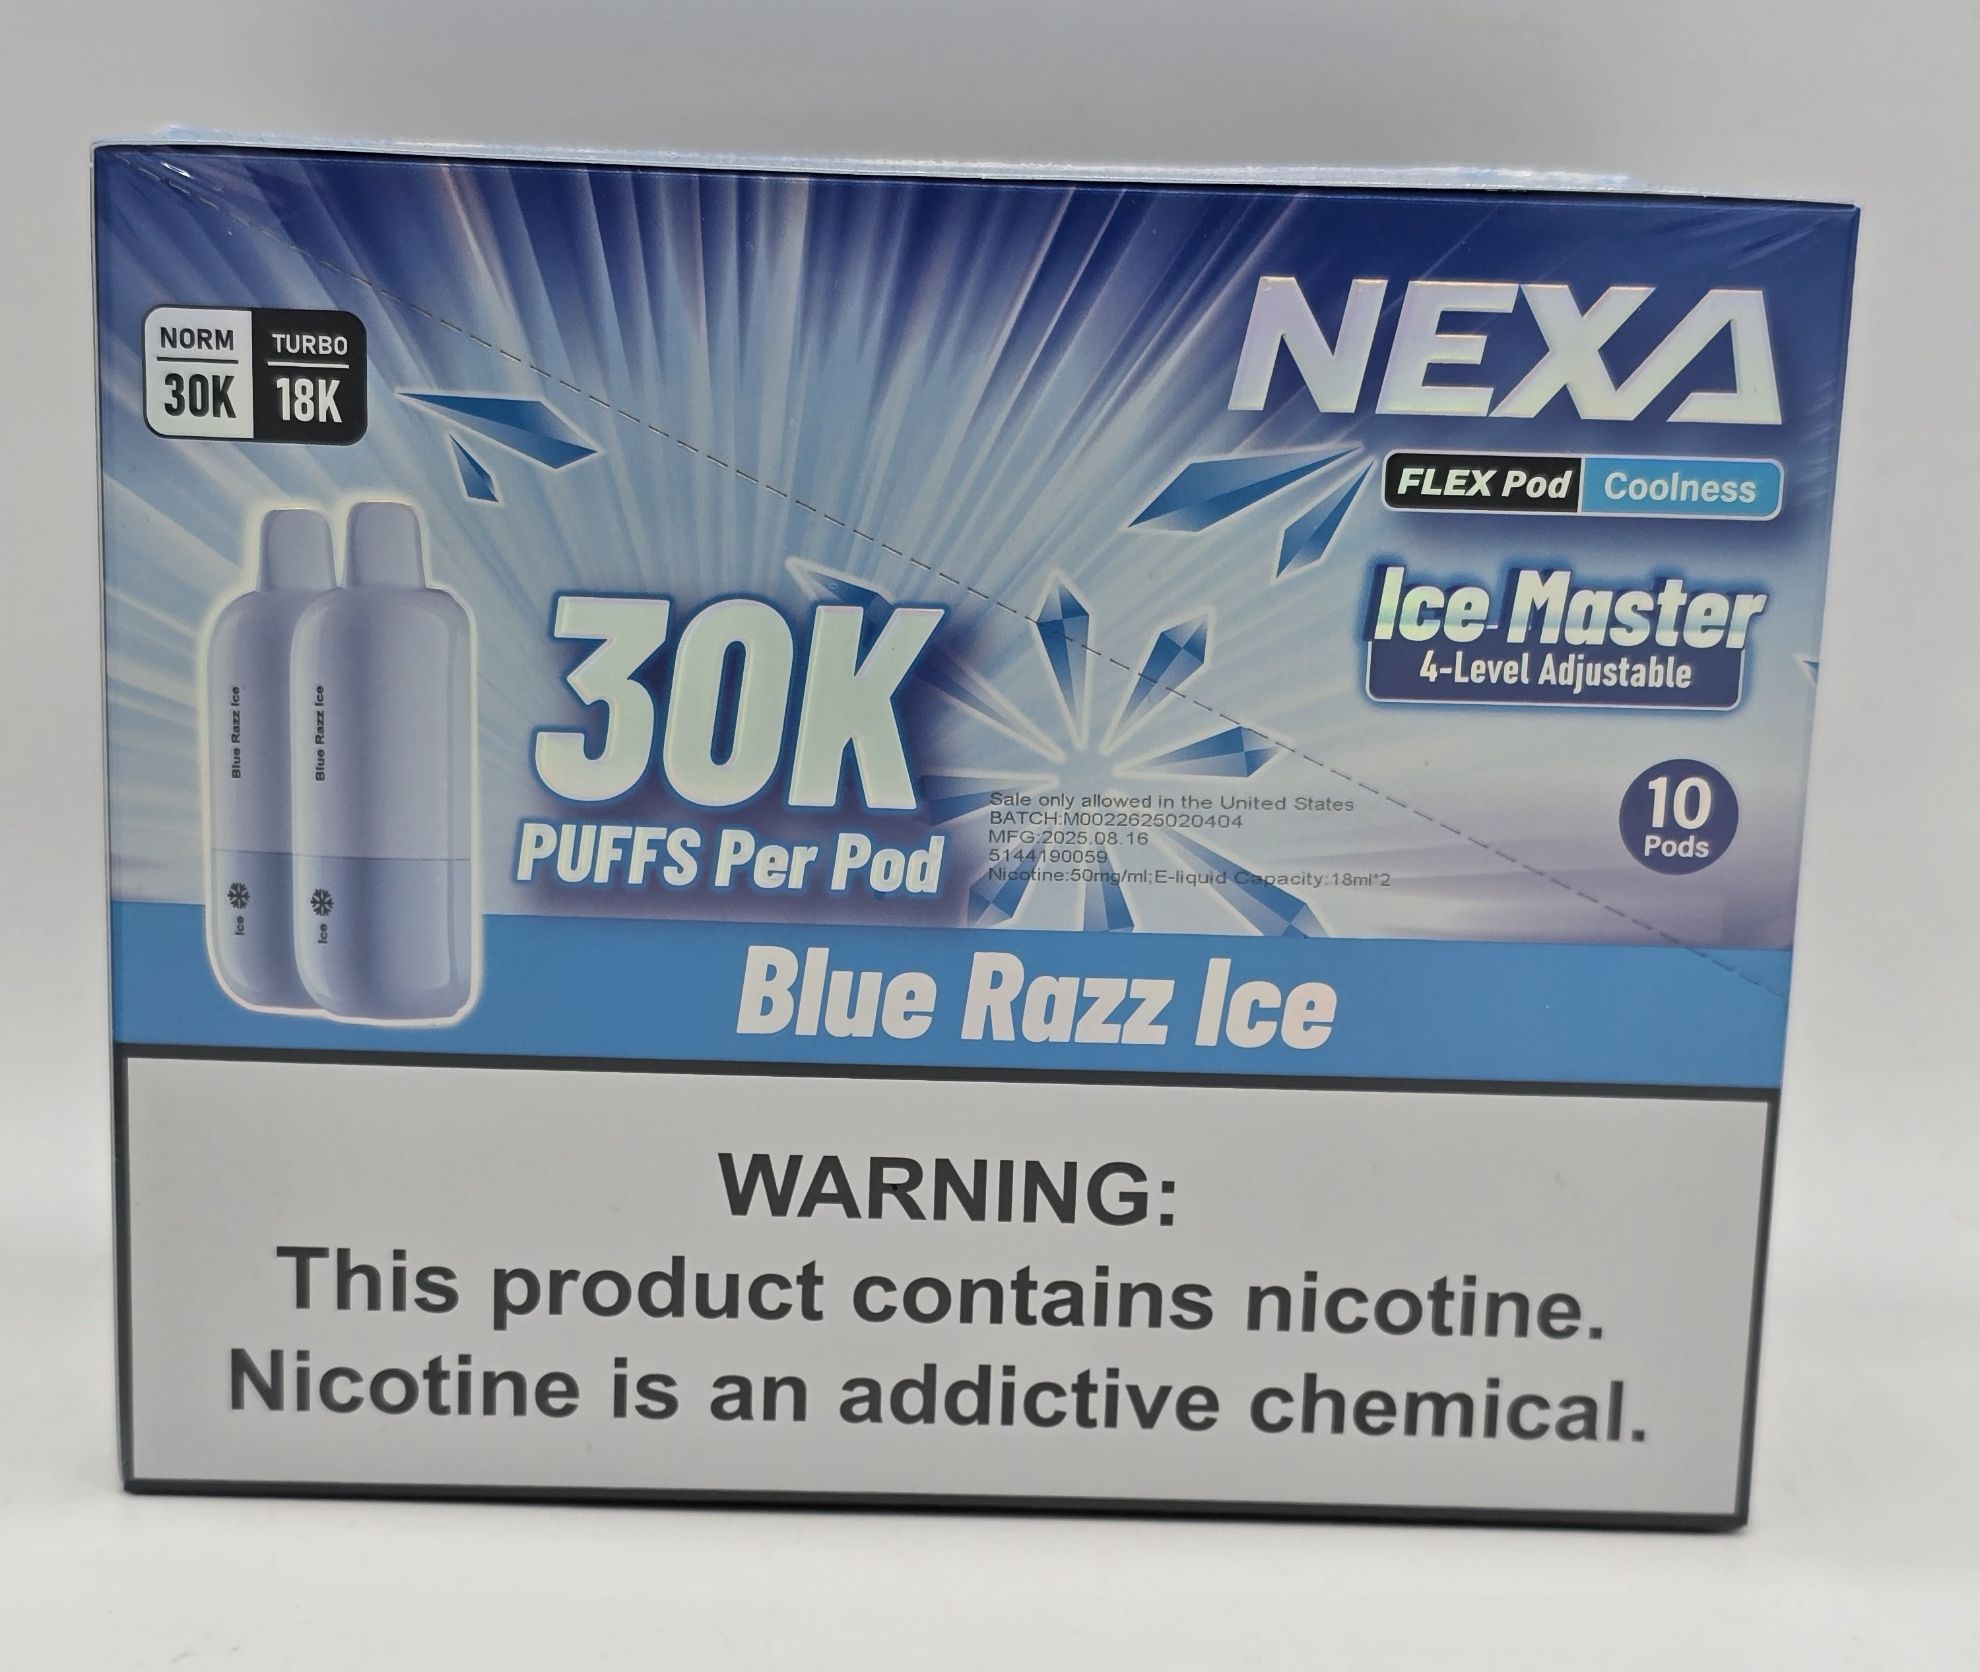 NORM
30K
TURBO
18K
NEXA
FLEX Pod Coolness
Ice Master
4-Level Adjustable
Blue Razz Ice
Blue Razz Ice
Ice
Ice
30K
PUFFS Per Pod
Sale only allowed in the United States
BATCH:M0022625020404
MFG:2025.08.16
5144190059
Nicotine:50mg/ml;E-liquid Capacity:18ml*2
10
Pods
Blue Razz Ice
WARNING:
This product contains nicotine.
Nicotine is an addictive chemical.